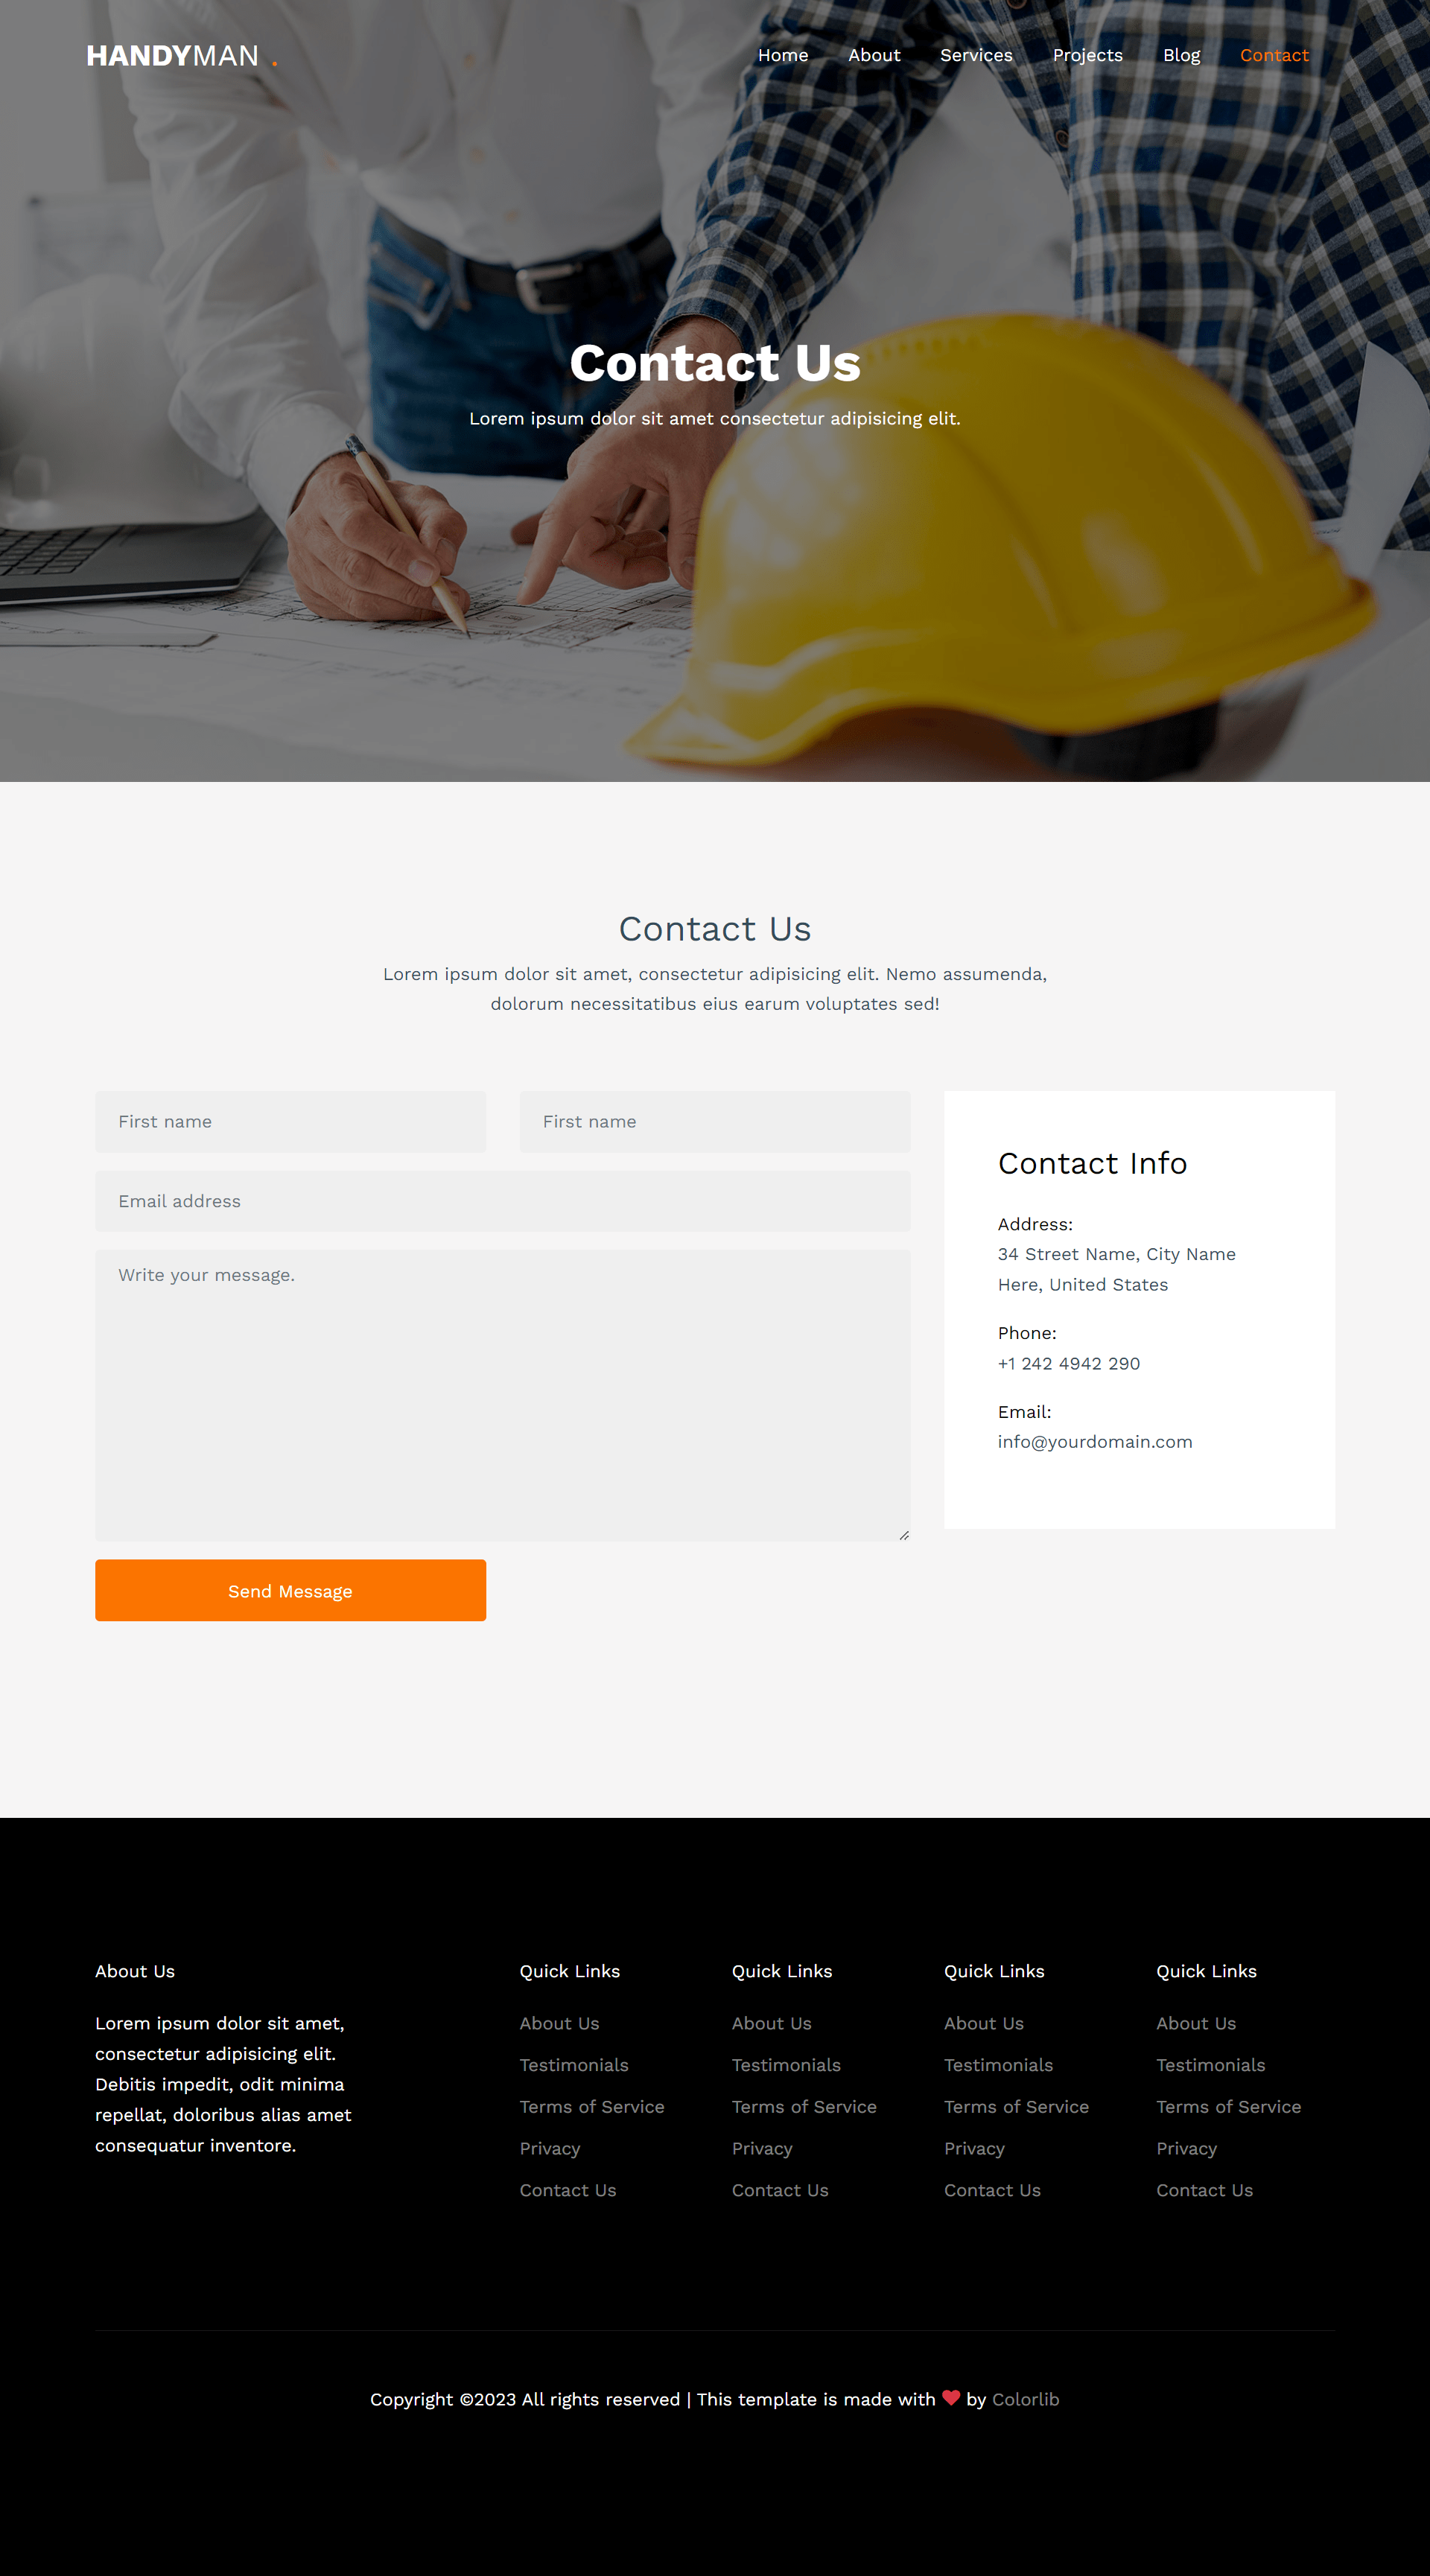 HANDYMAN .
Home About Services Projects Blog Contact
Contact Us
Lorem ipsum dolor sit amet consectetur adipisicing elit.
Contact Us
Lorem ipsum dolor sit amet, consectetur adipisicing elit. Nemo assumenda,
dolorum necessitatibus eius earum voluptates sed!
First name
First name
Email address
Write your message.
Send Message
Contact Info
Address:
34 Street Name, City Name
Here, United States
Phone:
+1 242 4942 290
Email:
info@yourdomain.com
About Us
Lorem ipsum dolor sit amet,
consectetur adipisicing elit.
Debitis impedit, odit minima
repellat, doloribus alias amet
consequatur inventore.
Quick Links
About Us
Testimonials
Terms of Service
Privacy
Contact Us
Quick Links
About Us
Testimonials
Terms of Service
Privacy
Contact Us
Quick Links
About Us
Testimonials
Terms of Service
Privacy
Contact Us
Quick Links
About Us
Testimonials
Terms of Service
Privacy
Contact Us
Copyright ©2023 All rights reserved | This template is made with ♥ by Colorlib